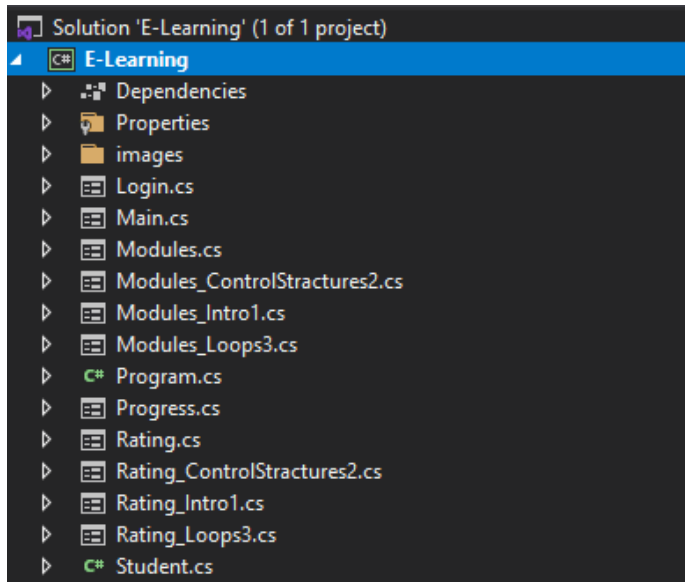 Solution 'E-Learning' (1 of 1 project)
C# E-Learning
Dependencies
Properties
images
Login.cs
Main.cs
Modules.cs
Modules_ControlStractures2.cs
Modules_Intro1.cs
Modules_Loops3.cs
C# Program.cs
Progress.cs
Rating.cs
Rating_ControlStractures2.cs
Rating_Intro1.cs
Rating_Loops3.cs
C# Student.cs